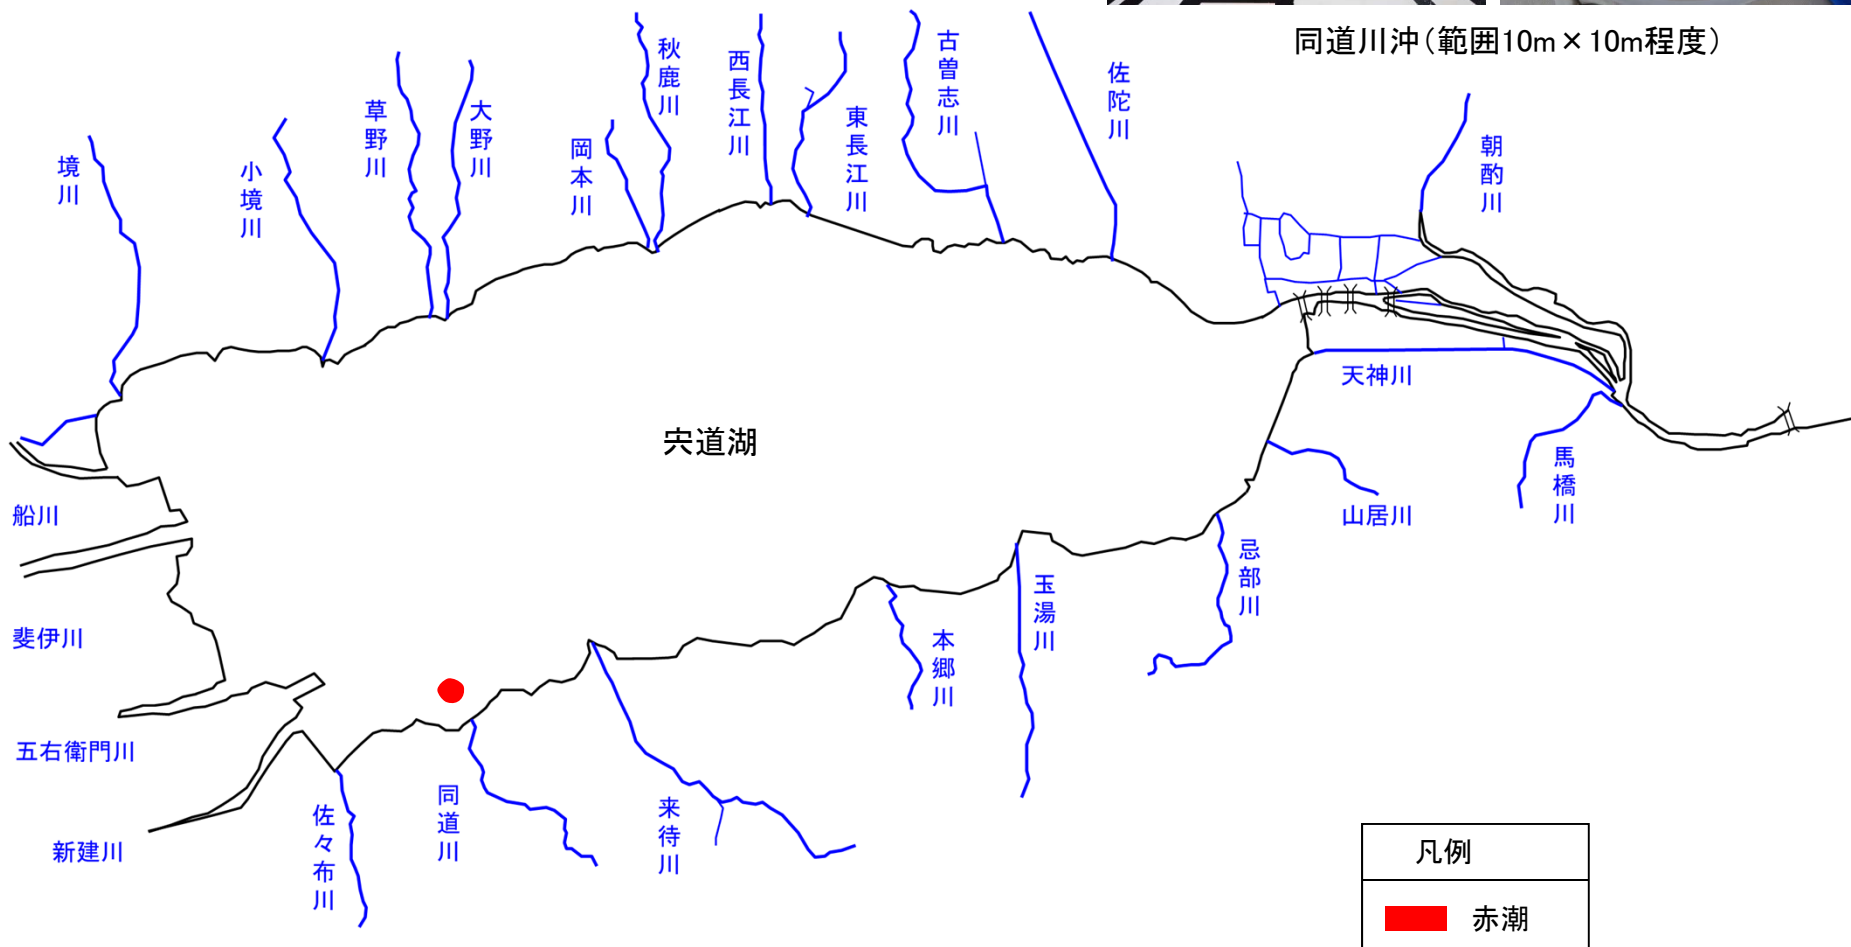 同道川沖(範囲10m×10m程度)
境川
小境川
草野川
大野川
岡本川
秋鹿川
西長江川
東長江川
古曽志川
佐陀川
朝酌川
天神川
馬橋川
山居川
宍道湖
船川
斐伊川
五右衛門川
新建川
佐々布川
同道川
来待川
本郷川
玉湯川
忌部川
凡例
赤潮